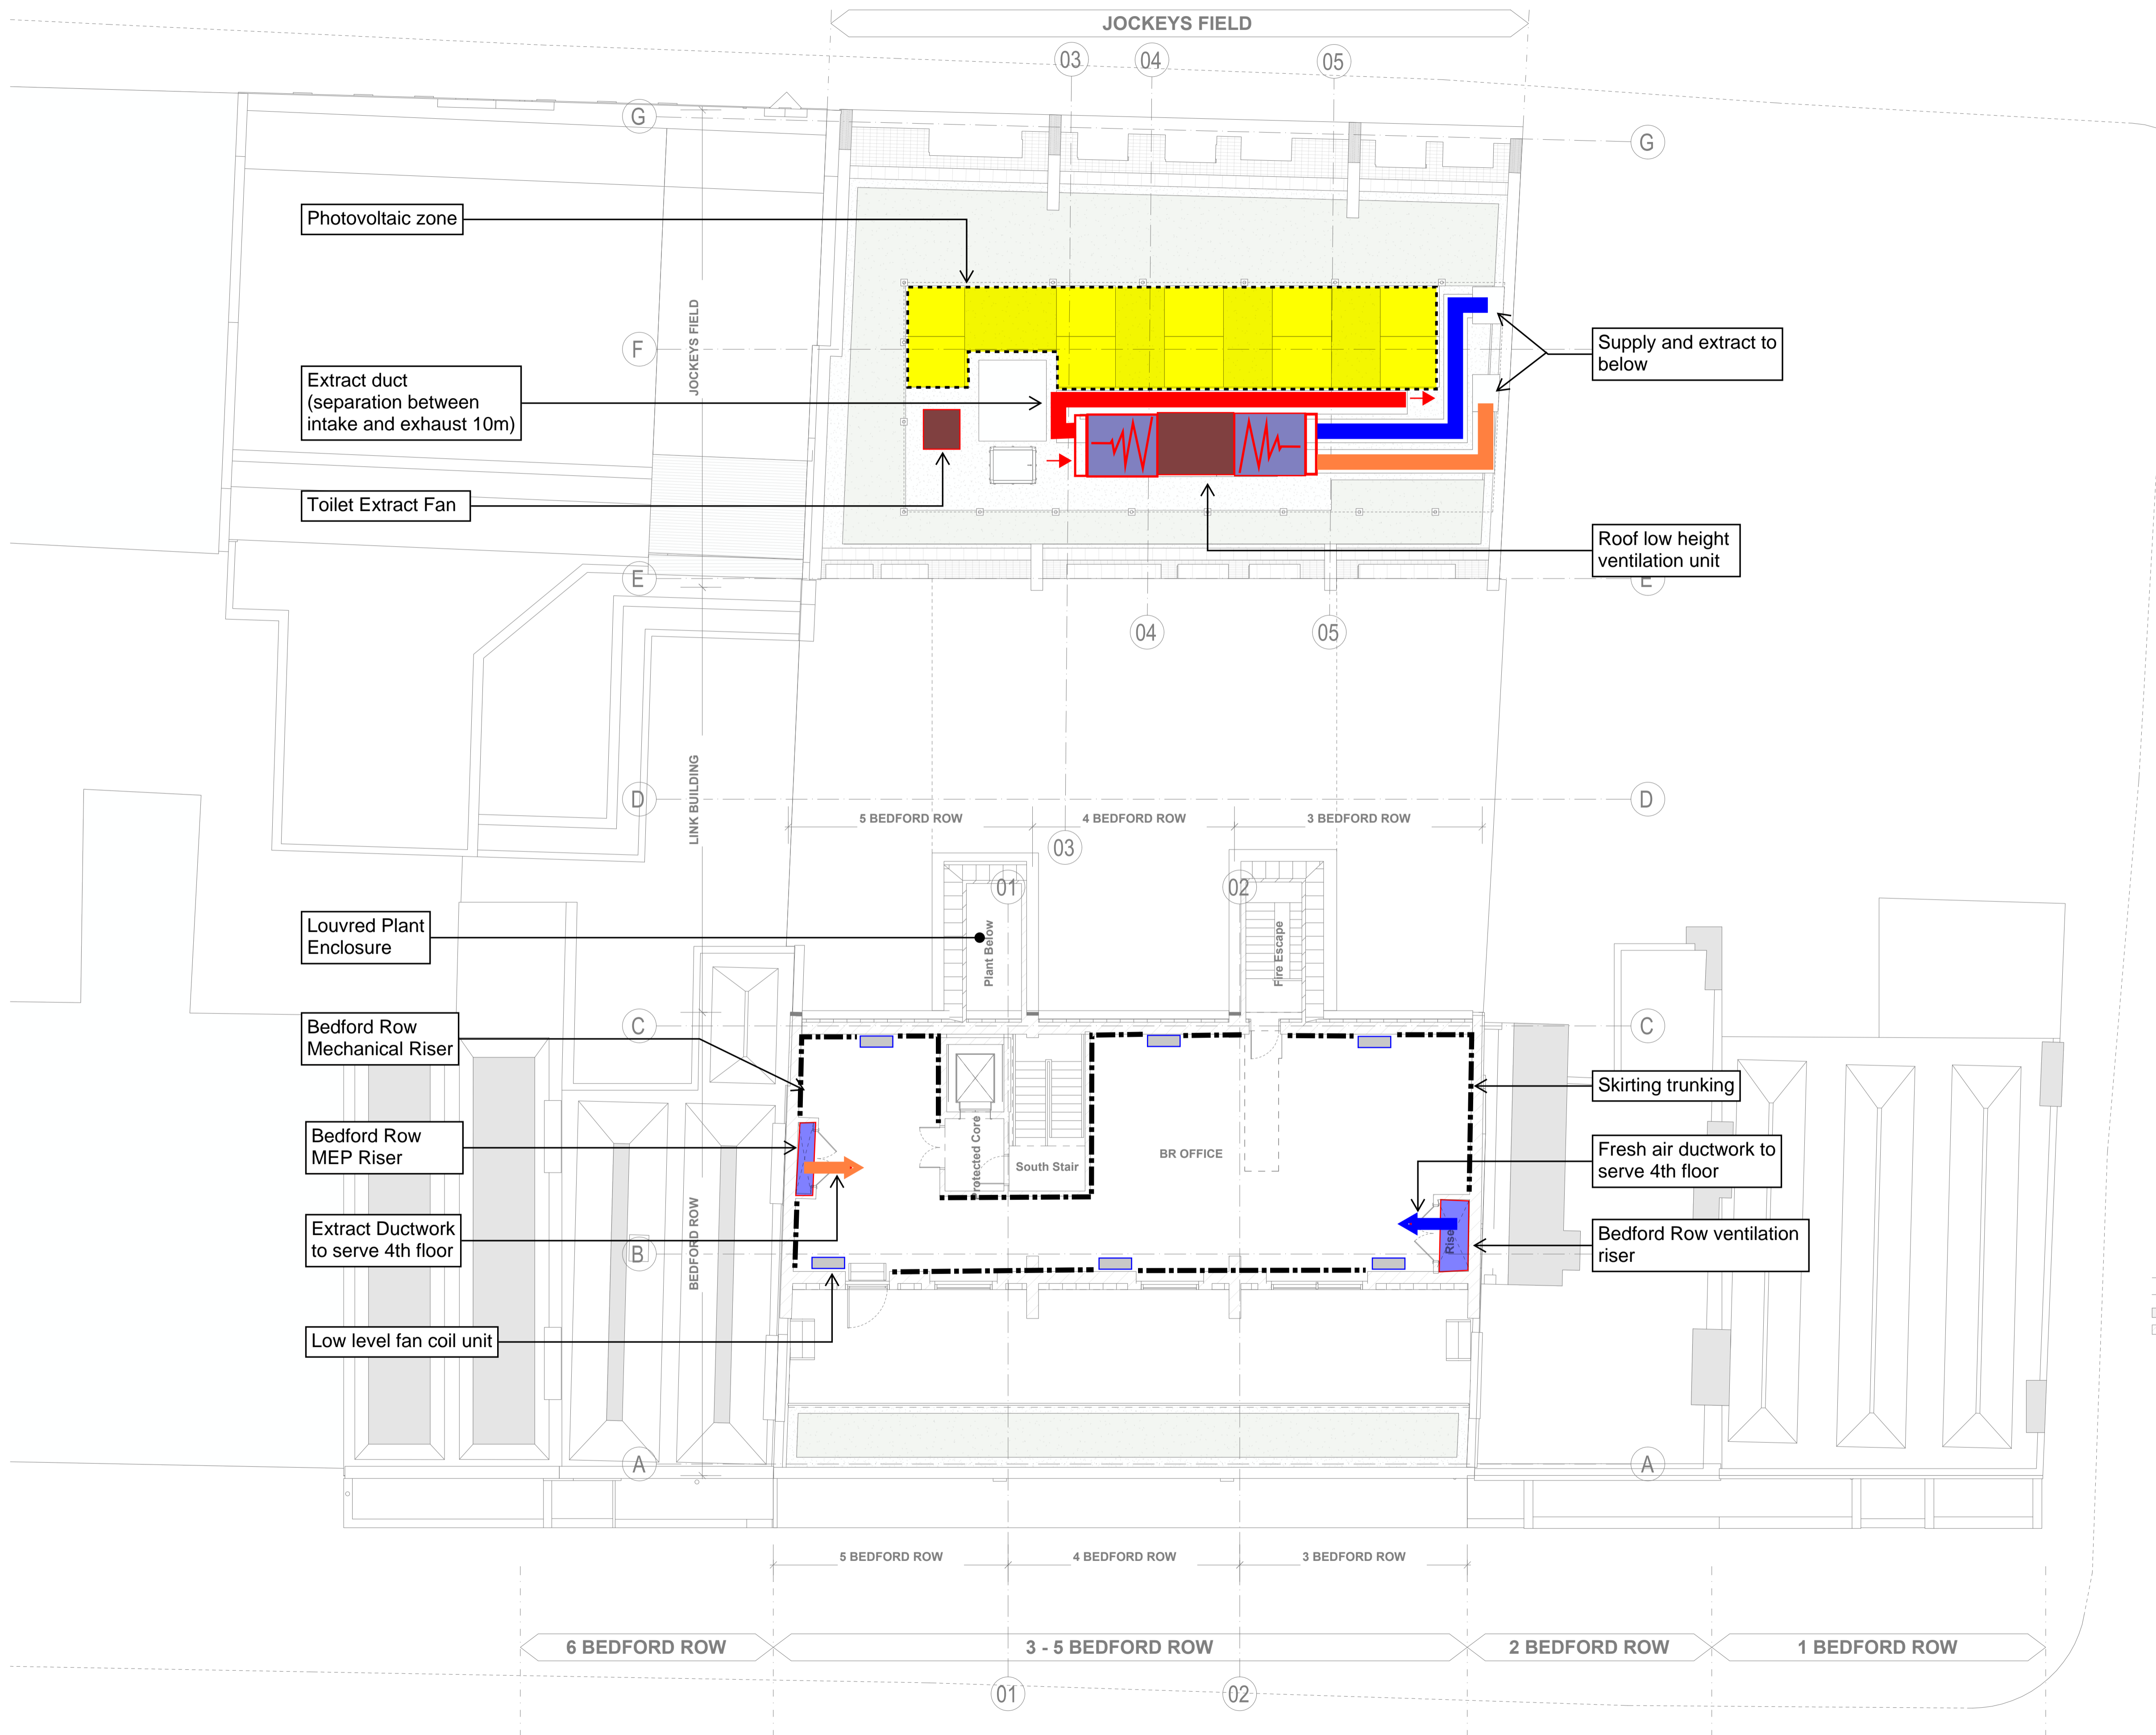 JOCKEYS FIELD
03
04
05
G
G
Photovoltaic zone
JOCKEYS FIELD
F
Supply and extract to
below
Extract duct
(separation between
intake and exhaust 10m)
Toilet Extract Fan
Roof low height
ventilation unit
E
E
04
05
LINK BUILDING
D
D
5 BEDFORD ROW
4 BEDFORD ROW
3 BEDFORD ROW
03
01
02
Louvred Plant
Enclosure
Plant Below
Fire Escape
C
C
Bedford Row
Mechanical Riser
Skirting trunking
Bedford Row
MEP Riser
Protected Core
South Stair
BR OFFICE
Fresh air ductwork to
serve 4th floor
Extract Ductwork
to serve 4th floor
BEDFORD ROW
B
Riser
Bedford Row ventilation
riser
Low level fan coil unit
A
A
5 BEDFORD ROW
4 BEDFORD ROW
3 BEDFORD ROW
6 BEDFORD ROW
3 - 5 BEDFORD ROW
2 BEDFORD ROW
1 BEDFORD ROW
01
02